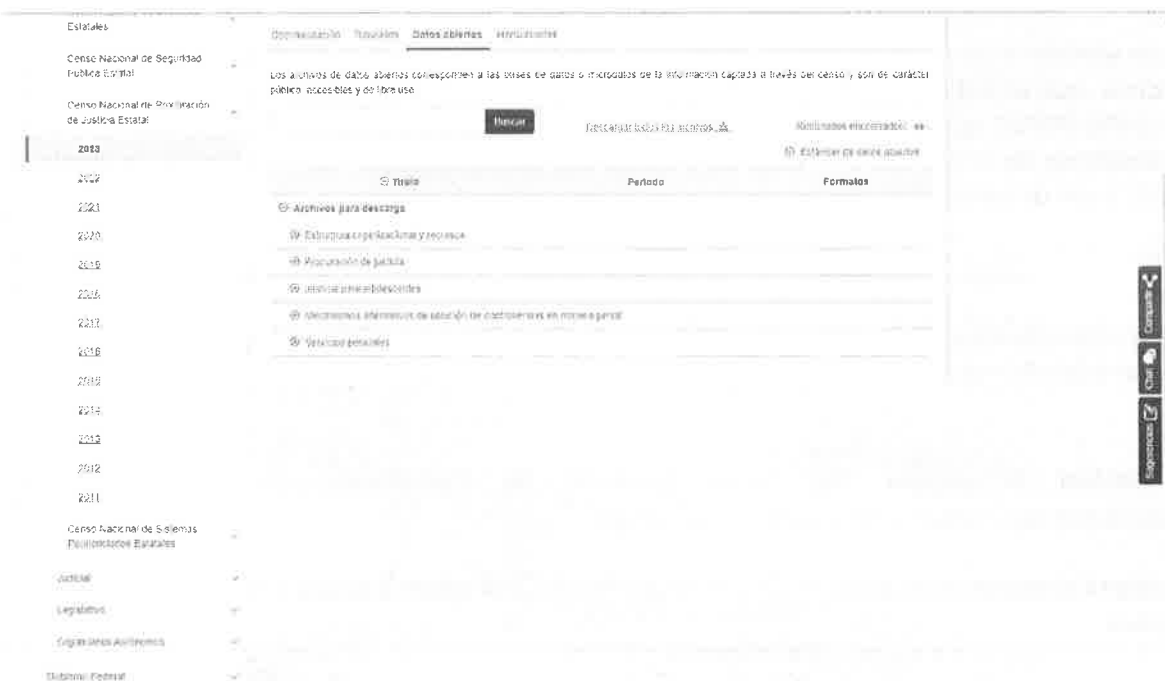 Estatales
Censo Nacional de Seguridad
Pública Estatal
Censo Nacional de Procuración
de Justicia Estatal
2023
2022
2021
2020
2019
2018
2017
2016
2015
2014
2013
2012
2011
Censo Nacional de Sistemas
Penitenciarios Estatales
Judicial
Legislativo
Organismos Autónomos
Gobierno Federal
Documentación Tabulados Datos abiertos
Los archivos de datos abiertos corresponden a las bases de datos o microdatos de la información captada a través del censo y son de carácter
público, accesibles y de libre uso.
Buscar
Descargar todos los archivos
Resultados encontrados:
Estándar de datos abiertos
Título Periodo Formatos
Archivos para descarga
Estructura organizacional y recursos
Procuración de justicia
Justicia para adolescentes
Mecanismos alternativos de solución de controversias en materia penal
Servicios periciales
Compartir
Chat
Sugerencias